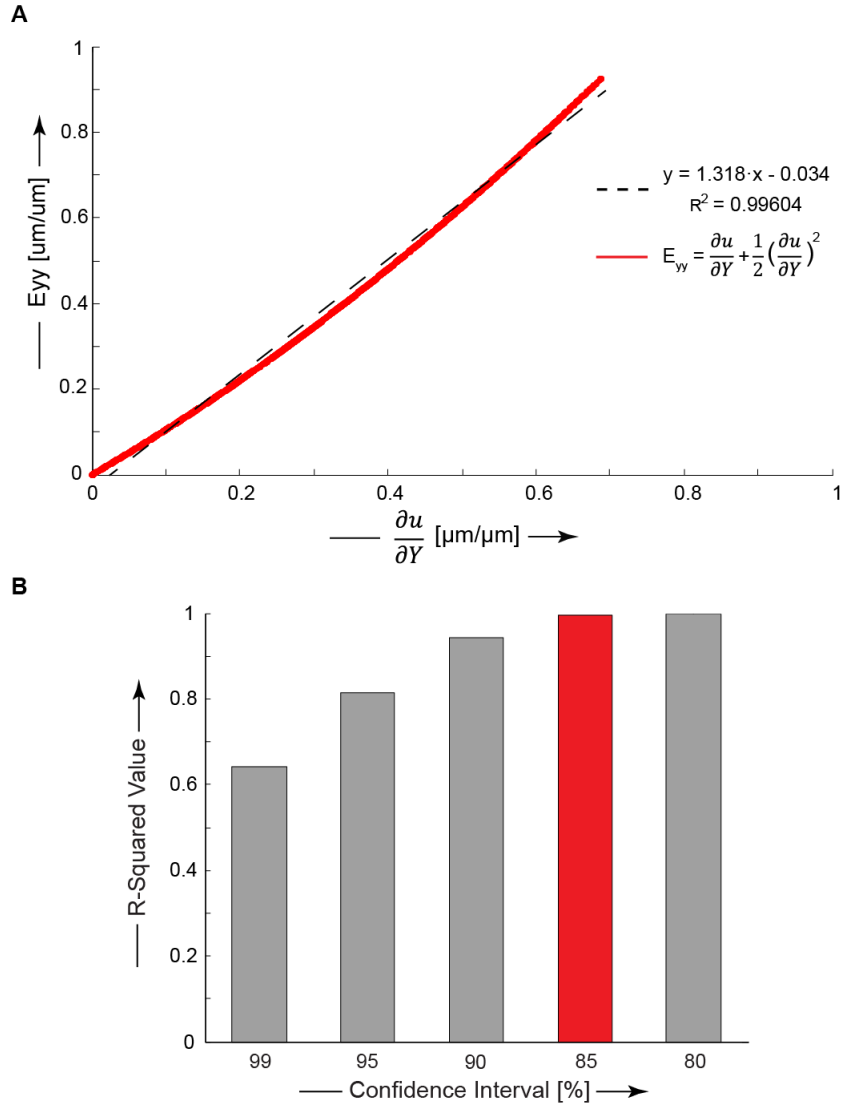 A
1
0.8
0.6
0.4
0.2
0
Eyy [um/um]
0
0.2
0.4
0.6
0.8
1
∂u/∂Y [µm/µm]
y = 1.318·x - 0.034
R² = 0.99604
E_yy = ∂u/∂Y + 1/2 (∂u/∂Y)²
B
1
0.8
0.6
0.4
0.2
0
R-Squared Value
99
95
90
85
80
Confidence Interval [%]